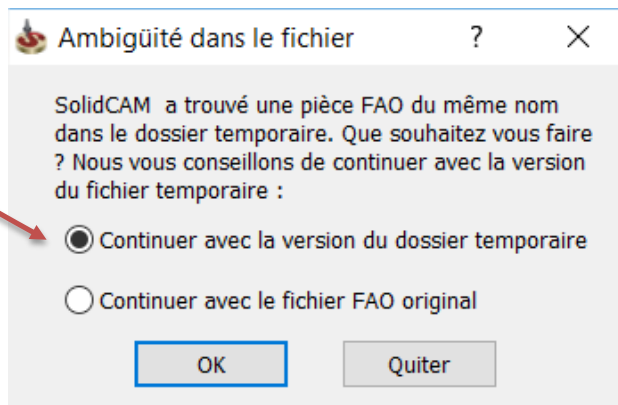 Ambigüité dans le fichier ? ×
SolidCAM a trouvé une pièce FAO du même nom
dans le dossier temporaire. Que souhaitez vous faire
? Nous vous conseillons de continuer avec la version
du fichier temporaire :
Continuer avec la version du dossier temporaire
Continuer avec le fichier FAO original
OK Quiter